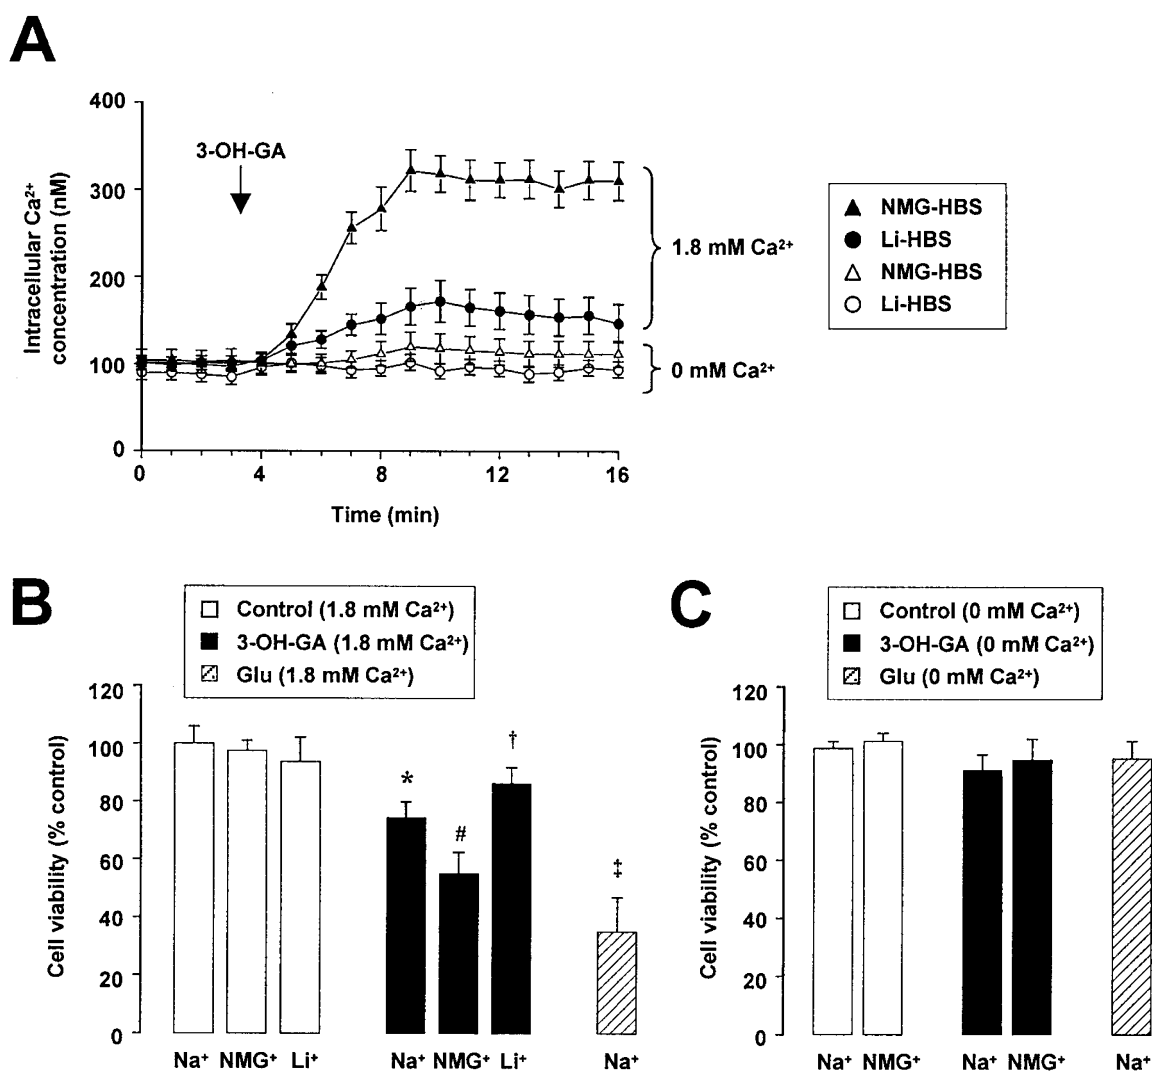 A
400
300
200
100
0
Intracellular Ca²⁺
concentration (nM)
3-OH-GA
1.8 mM Ca²⁺
0 mM Ca²⁺
NMG-HBS
Li-HBS
NMG-HBS
Li-HBS
0 4 8 12 16
Time (min)
B
Control (1.8 mM Ca²⁺)
3-OH-GA (1.8 mM Ca²⁺)
Glu (1.8 mM Ca²⁺)
120
100
80
60
40
20
0
Cell viability (% control)
* # † ‡
Na⁺ NMG⁺ Li⁺ Na⁺ NMG⁺ Li⁺ Na⁺
C
Control (0 mM Ca²⁺)
3-OH-GA (0 mM Ca²⁺)
Glu (0 mM Ca²⁺)
120
100
80
60
40
20
0
Cell viability (% control)
Na⁺ NMG⁺ Na⁺ NMG⁺ Na⁺